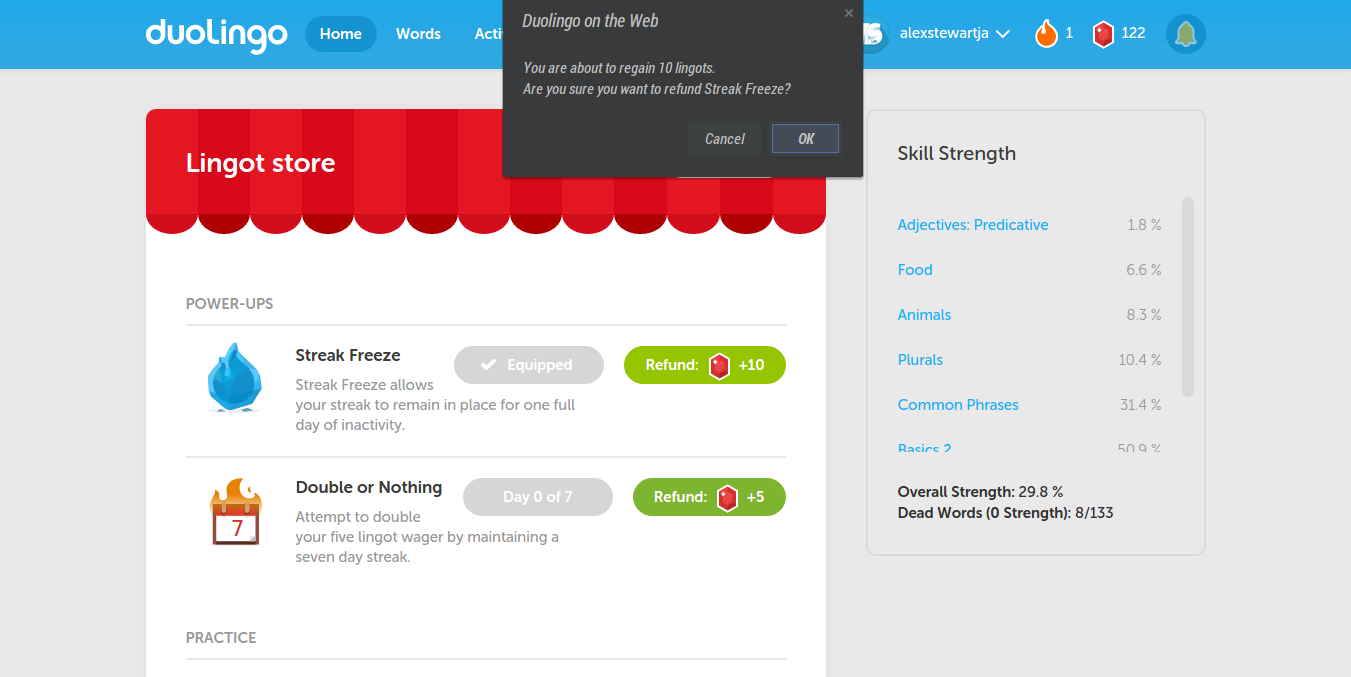 duolingo
Home
Words
alexstewartja
1
122
Duolingo on the Web
You are about to regain 10 lingots.
Are you sure you want to refund Streak Freeze?
Cancel
OK
Lingot store
POWER-UPS
Streak Freeze
Equipped
Refund: +10
Streak Freeze allows
your streak to remain in place for one full
day of inactivity.
7
Double or Nothing
Day 0 of 7
Refund: +5
Attempt to double
your five lingot wager by maintaining a
seven day streak.
PRACTICE
Skill Strength
Adjectives: Predicative 1.8 %
Food 6.6 %
Animals 8.3 %
Plurals 10.4 %
Common Phrases 31.4 %
Basics 2 50.9 %
Overall Strength: 29.8 %
Dead Words (0 Strength): 8/133